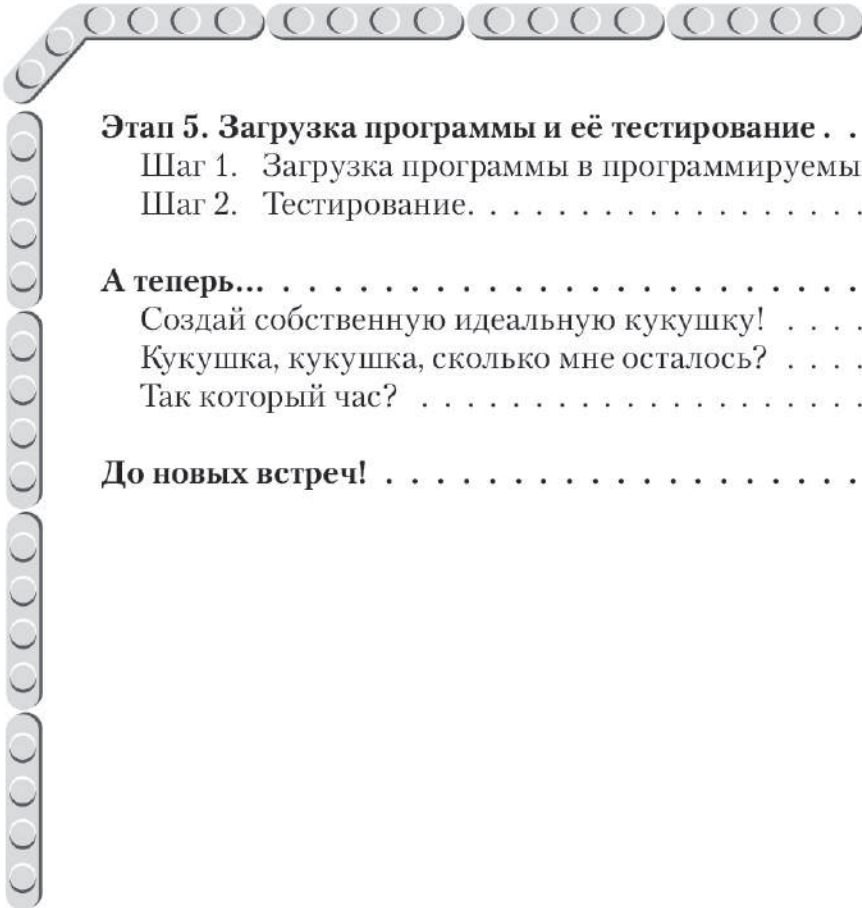 Этап 5. Загрузка программы и её тестирование . .
Шаг 1. Загрузка программы в программируемы
Шаг 2. Тестирование. . . . . . . . . . . . . . . . . .
А теперь... . . . . . . . . . . . . . . . . . . . . . . .
Создай собственную идеальную кукушку! . . . .
Кукушка, кукушка, сколько мне осталось? . . . .
Так который час? . . . . . . . . . . . . . . . . . . . .
До новых встреч! . . . . . . . . . . . . . . . . . . .